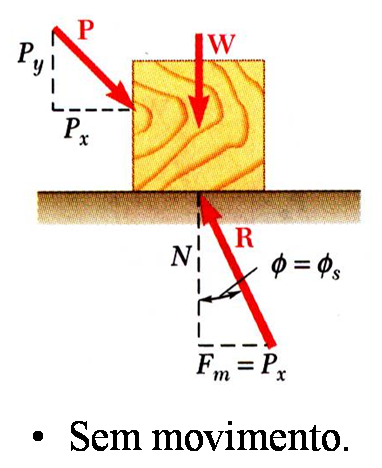 P
W
P_y
P_x
R
N
ϕ = ϕ_s
F_m = P_x
• Sem movimento.